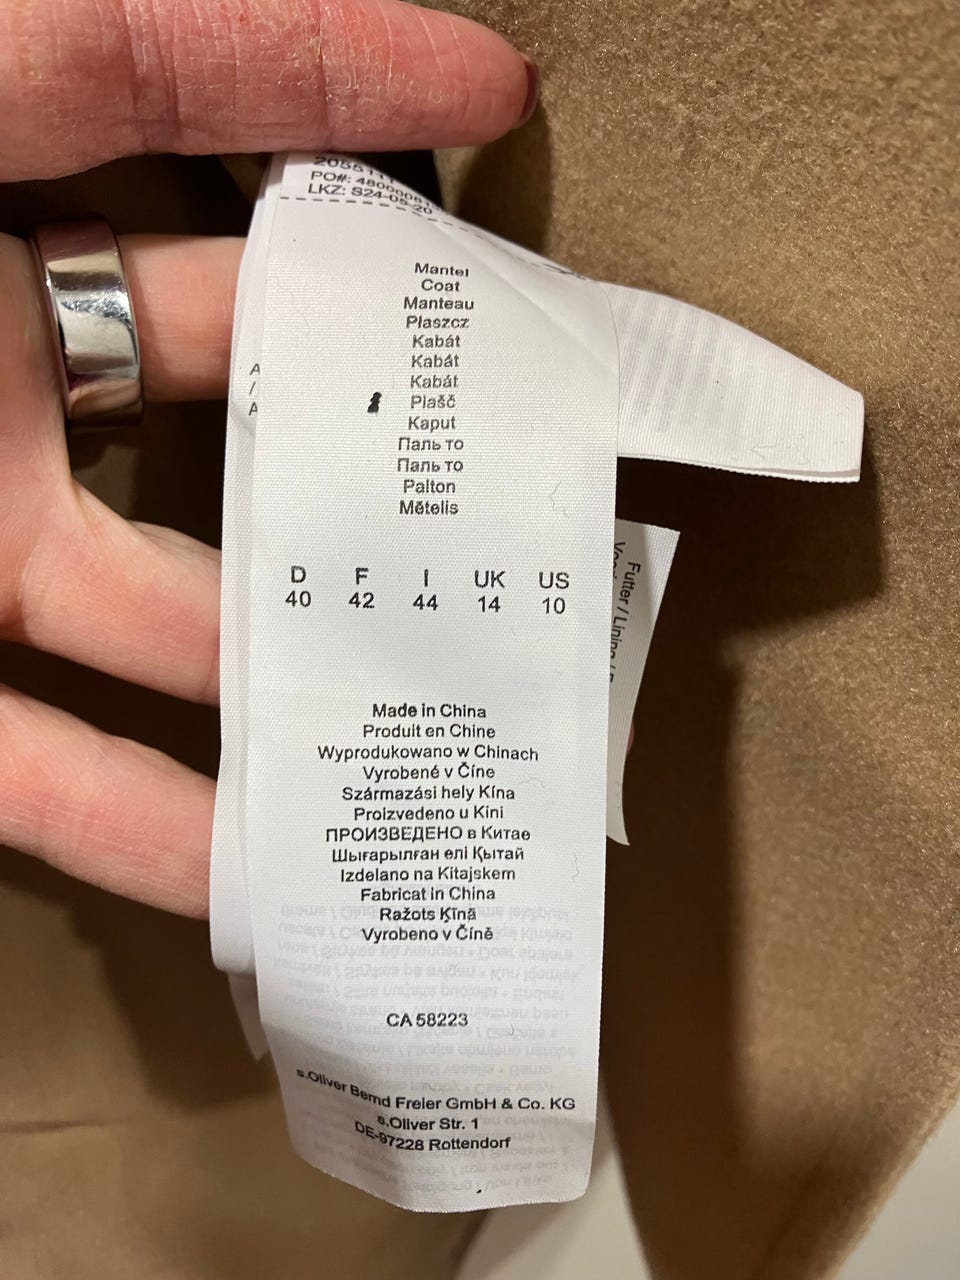 PO#:
LKZ: S24-05-20
Mantel
Coat
Manteau
Płaszcz
Kabát
Kabát
Kabát
Plašč
Kaput
Паль то
Паль то
Palton
Mētelis
D F I UK US
40 42 44 14 10
Futter / Lining /
Made in China
Produit en Chine
Wyprodukowano w Chinach
Vyrobené v Číne
Származási hely Kína
Proizvedeno u Kini
ПРОИЗВЕДЕНО в Китае
Шығарылған елі Қытай
Izdelano na Kitajskem
Fabricat in China
Ražots Ķīnā
Vyrobeno v Číně
CA 58223
s.Oliver Bernd Freier GmbH & Co. KG
s.Oliver Str. 1
DE-97228 Rottendorf